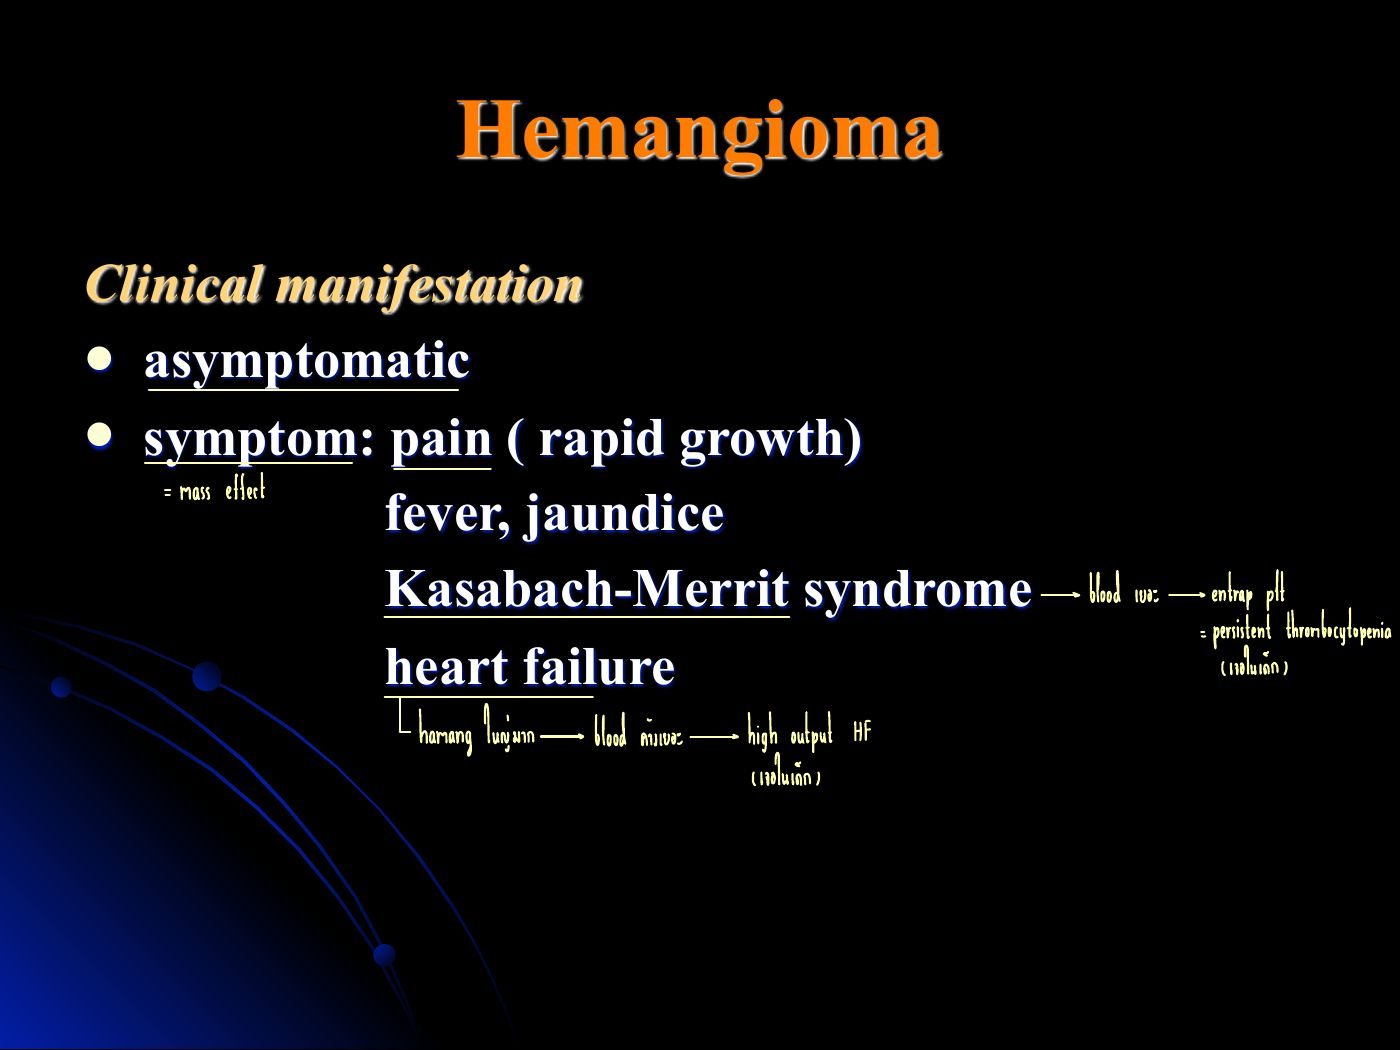 Hemangioma
Clinical manifestation
● asymptomatic
● symptom: pain ( rapid growth)
= mass effect
fever, jaundice
Kasabach-Merrit syndrome → blood เยอะ → entrap plt
= persistent thrombocytopenia
(เจอในเด็ก)
heart failure
hamang ใหญ่มาก → blood ค้างเยอะ → high output HF
(เจอในเด็ก)